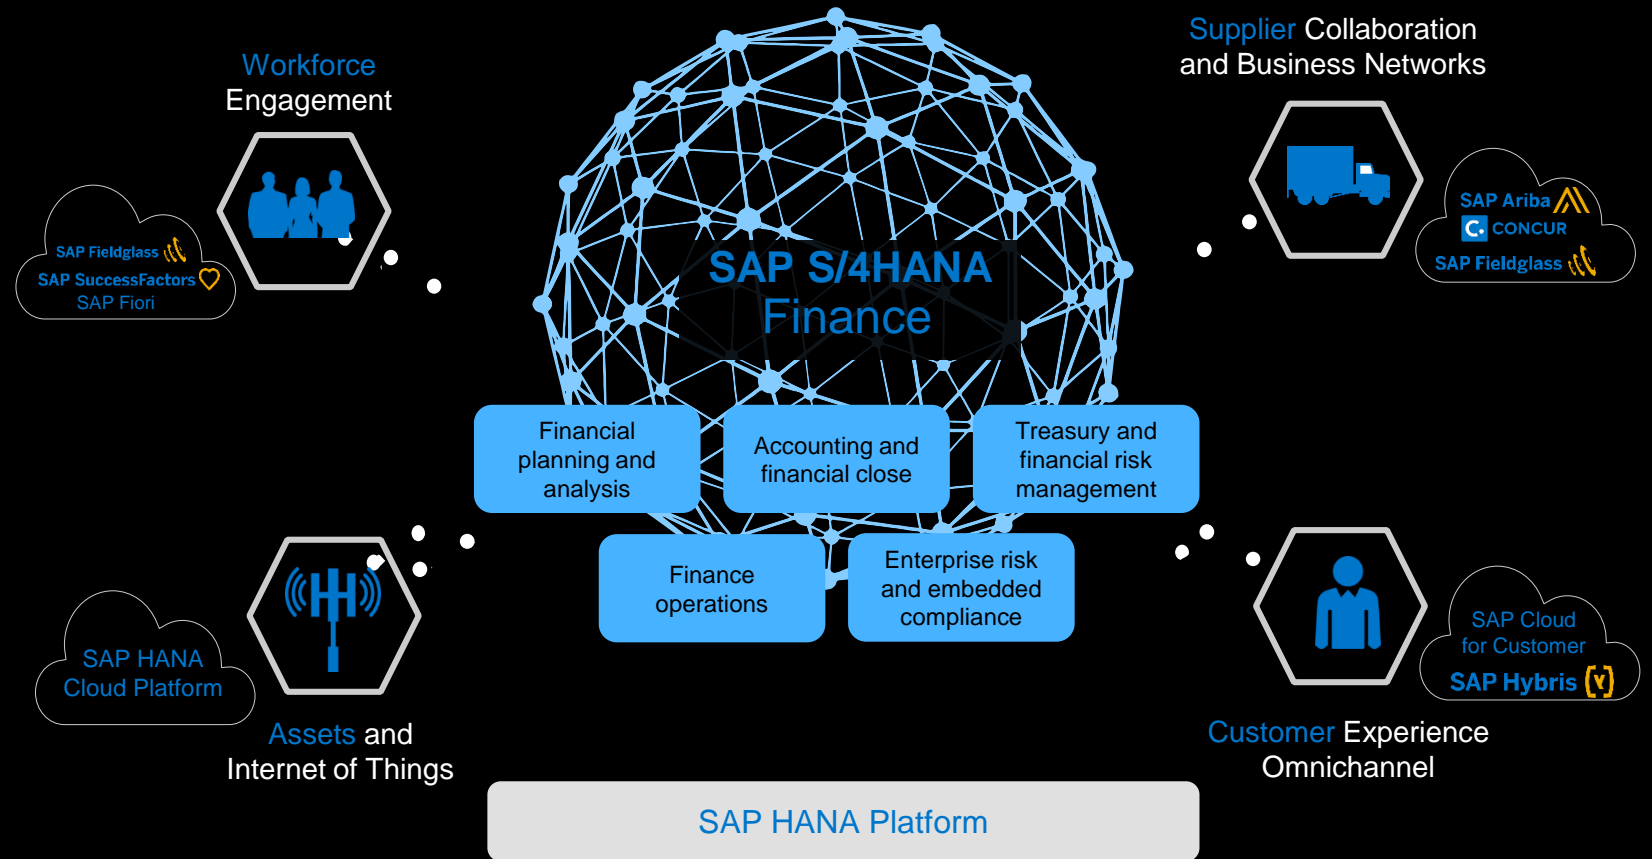 Workforce
Engagement
SAP Fieldglass
SAP SuccessFactors
SAP Fiori
Supplier Collaboration
and Business Networks
SAP Ariba
C. CONCUR
SAP Fieldglass
SAP S/4HANA
Finance
Financial
planning and
analysis
Accounting and
financial close
Treasury and
financial risk
management
Finance
operations
Enterprise risk
and embedded
compliance
SAP HANA
Cloud Platform
Assets and
Internet of Things
SAP Cloud
for Customer
SAP Hybris (y)
Customer Experience
Omnichannel
SAP HANA Platform